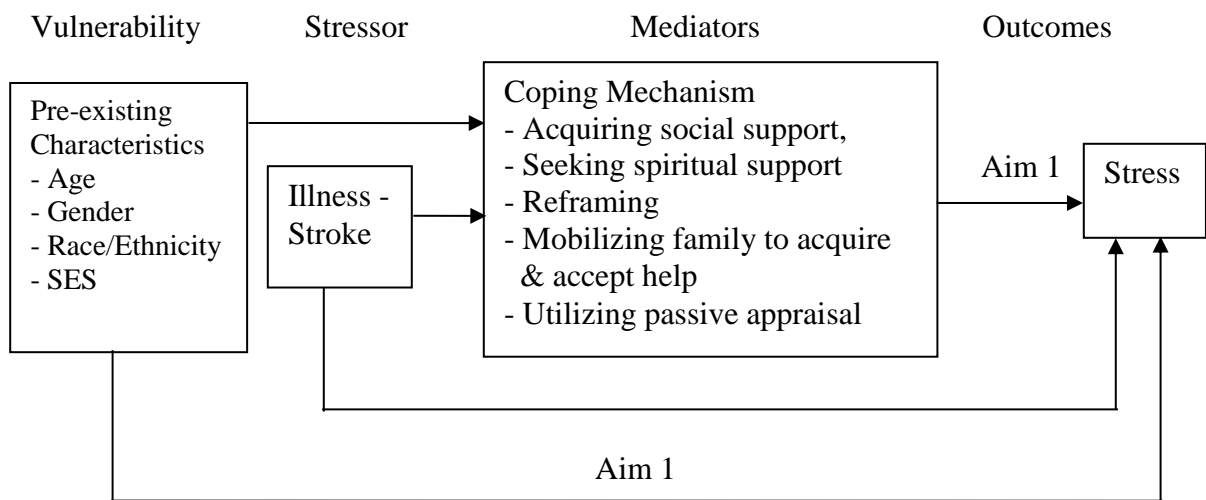 Vulnerability
Stressor
Mediators
Outcomes
Pre-existing
Characteristics
- Age
- Gender
- Race/Ethnicity
- SES
Illness -
Stroke
Coping Mechanism
- Acquiring social support,
- Seeking spiritual support
- Reframing
- Mobilizing family to acquire
& accept help
- Utilizing passive appraisal
Aim 1
Stress
Aim 1